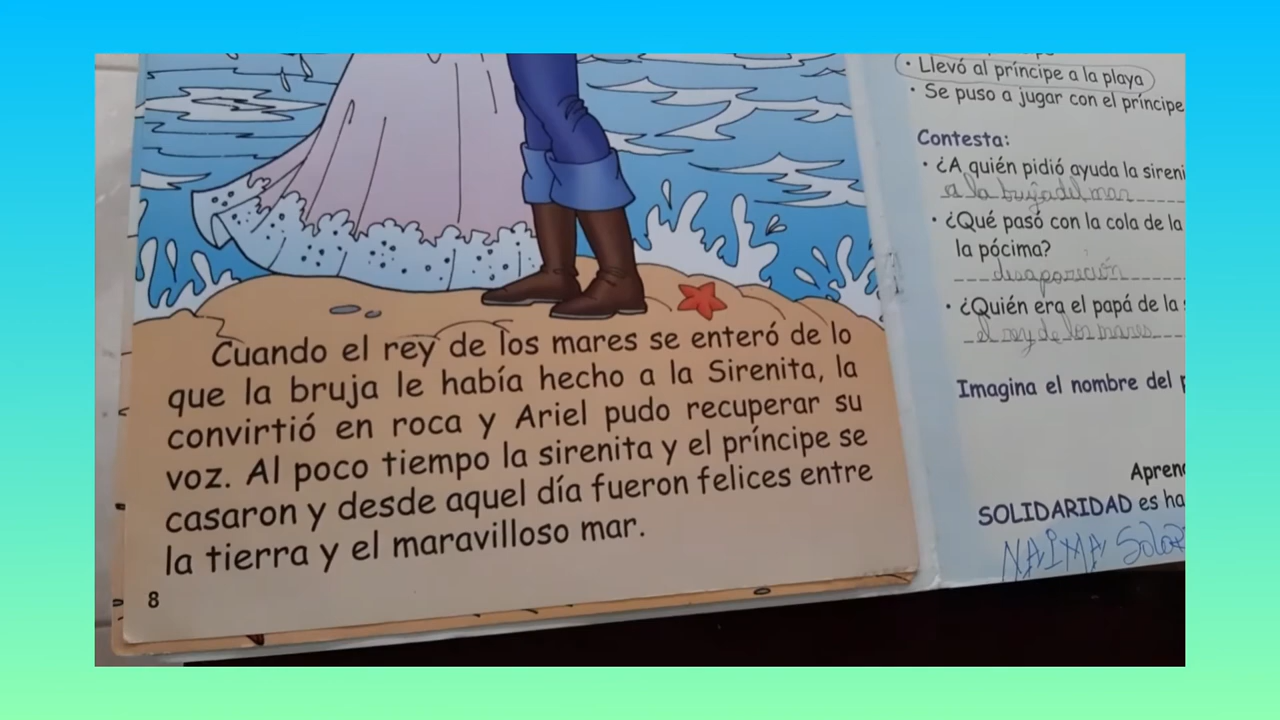 Cuando el rey de los mares se enteró de lo
que la bruja le había hecho a la Sirenita, la
convirtió en roca y Ariel pudo recuperar su
voz. Al poco tiempo la sirenita y el príncipe se
casaron y desde aquel día fueron felices entre
la tierra y el maravilloso mar.
8
• Llevó al príncipe a la playa
• Se puso a jugar con el príncipe
Contesta:
• ¿A quién pidió ayuda la sireni
a la bruja del mar
• ¿Qué pasó con la cola de la
la pócima?
desaparición
• ¿Quién era el papá de la
el rey de los mares
Imagina el nombre del
Apren
SOLIDARIDAD es ha
NAIMA